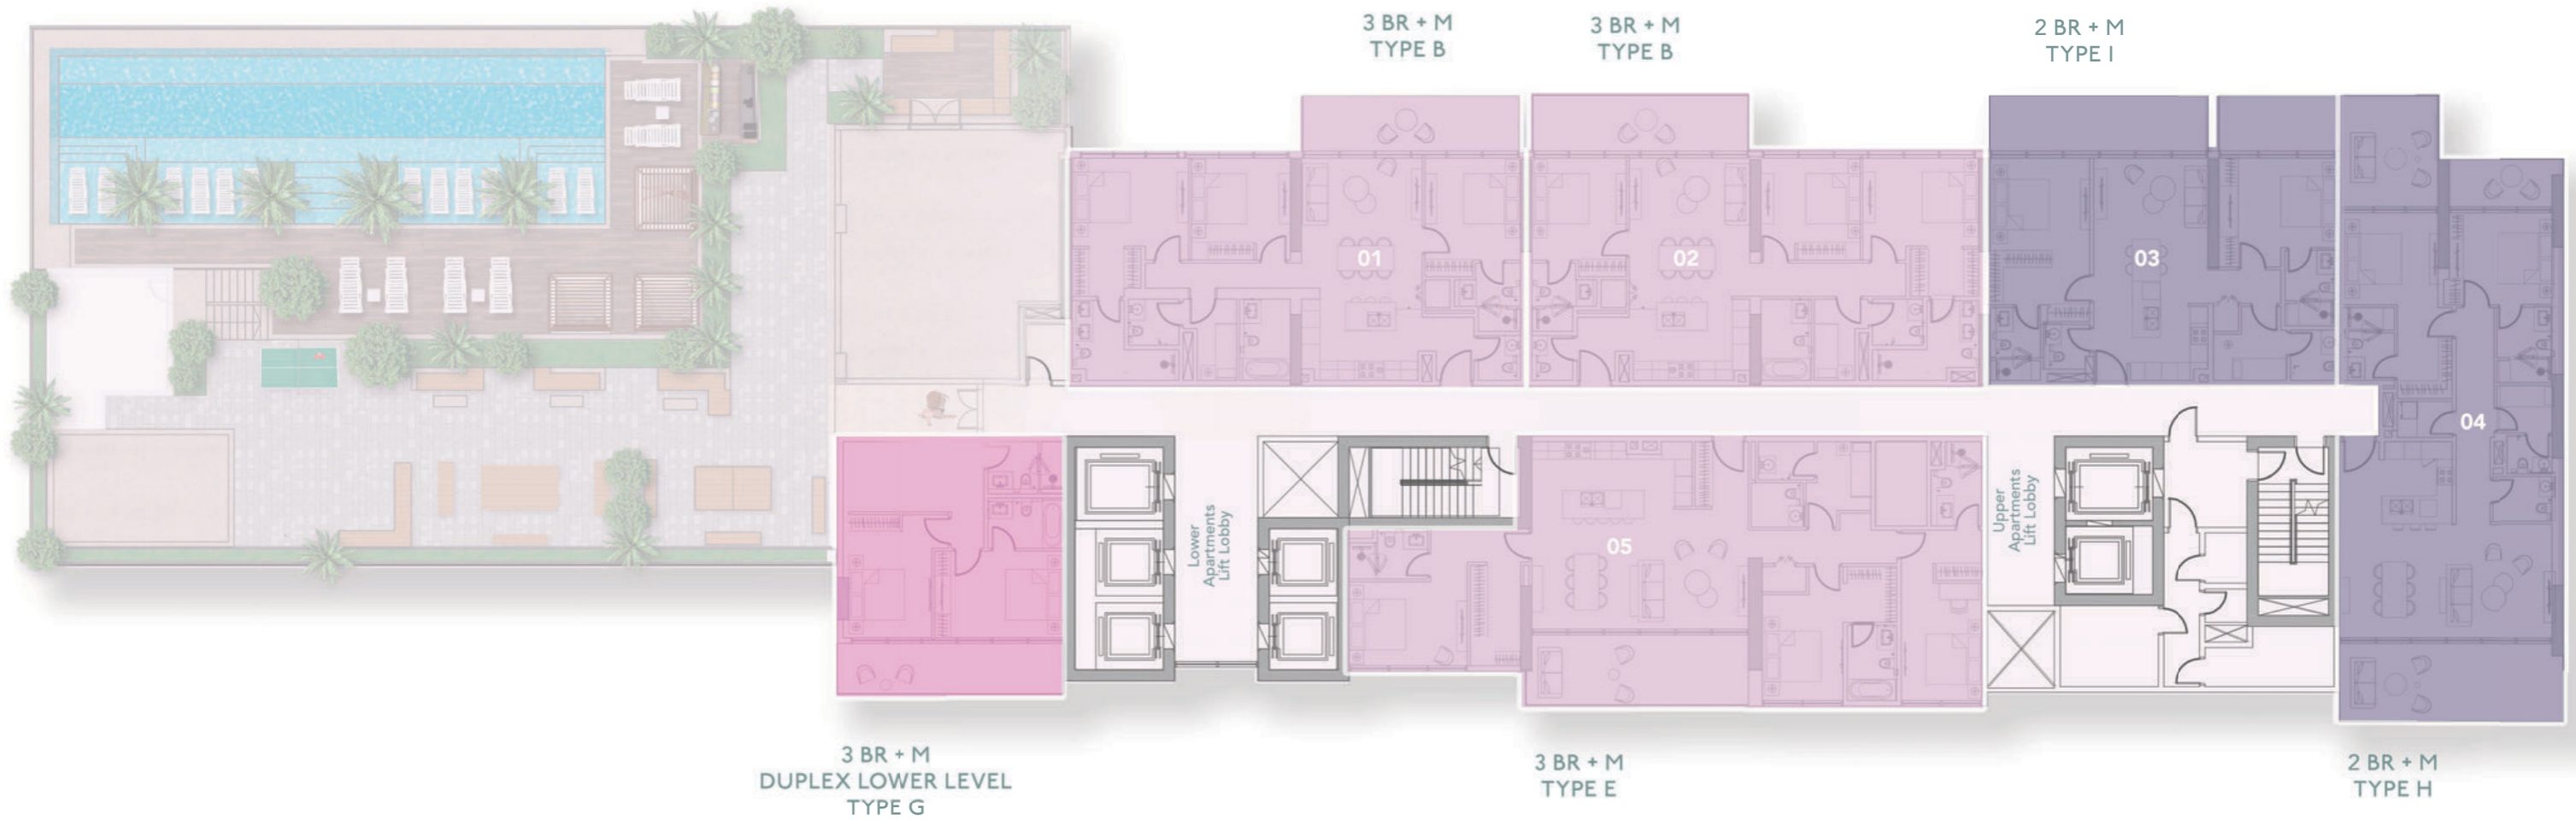 3 BR + M
TYPE B
3 BR + M
TYPE B
2 BR + M
TYPE I
01
02
03
04
05
Lower
Apartments
Lift Lobby
Upper
Apartments
Lift Lobby
3 BR + M
DUPLEX LOWER LEVEL
TYPE G
3 BR + M
TYPE E
2 BR + M
TYPE H